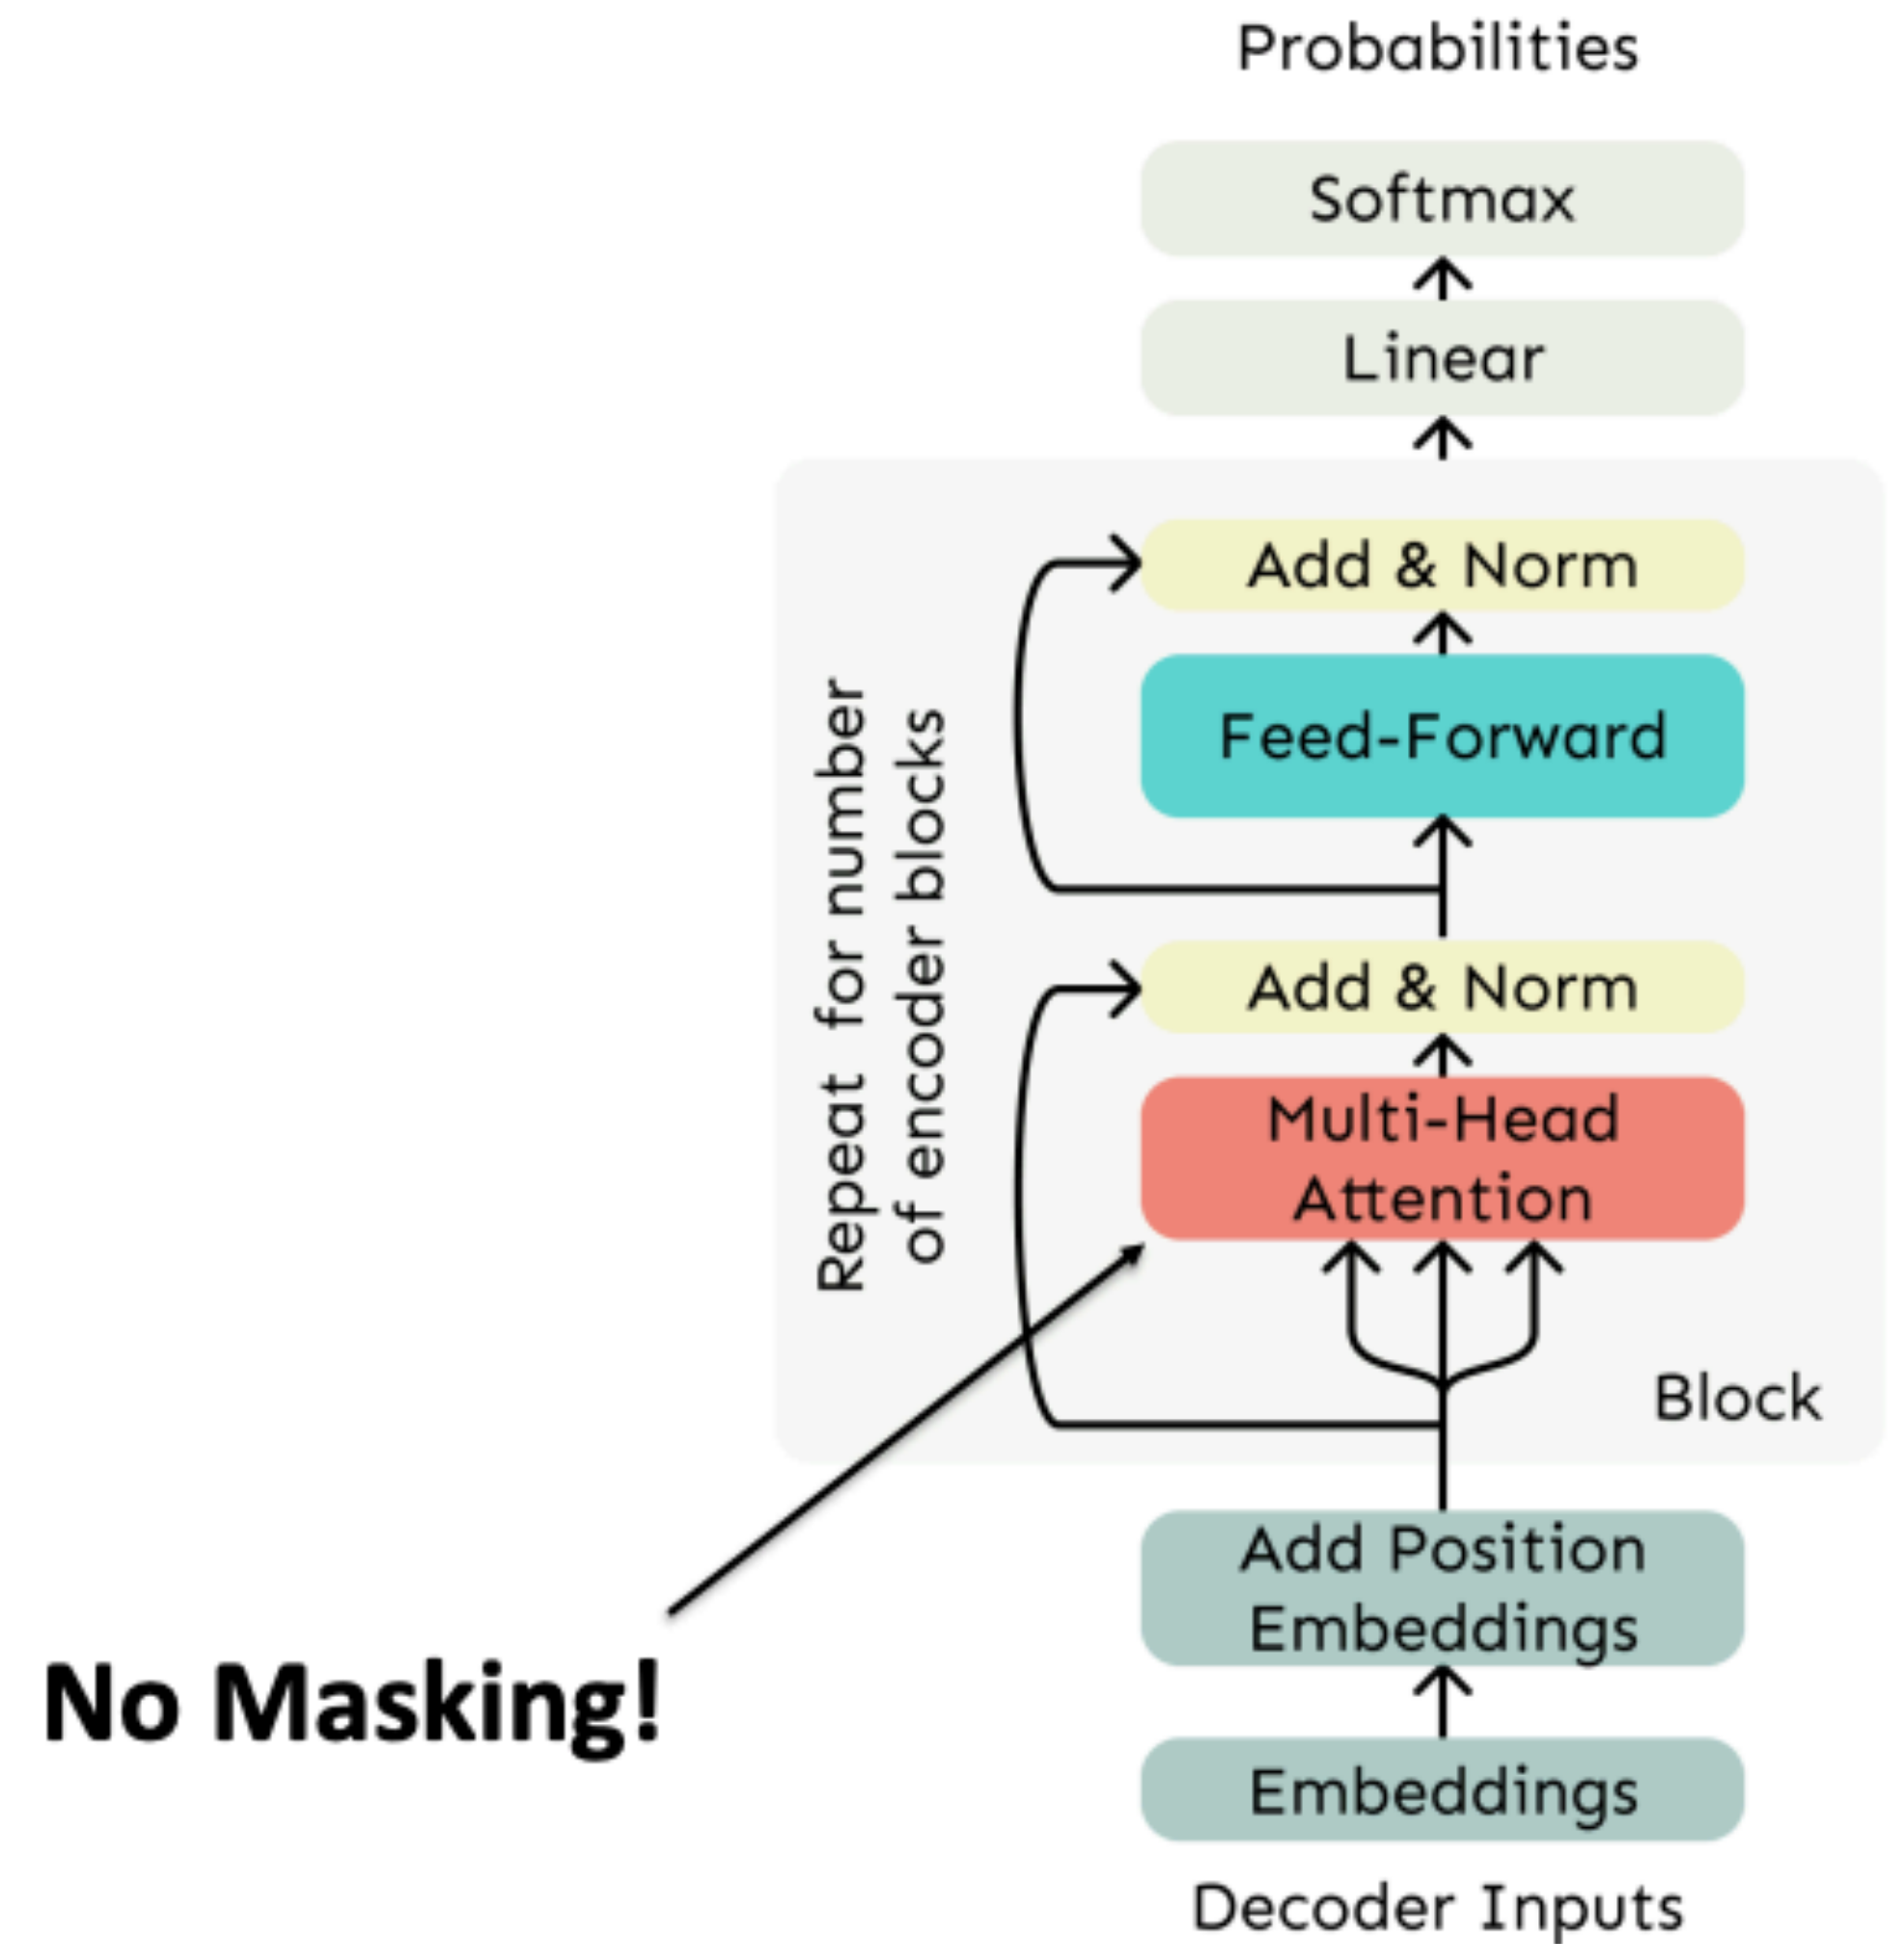 Probabilities
Softmax
Linear
Add & Norm
Feed-Forward
Repeat for number
of encoder blocks
Add & Norm
Multi-Head
Attention
Block
Add Position
Embeddings
No Masking!
Embeddings
Decoder Inputs